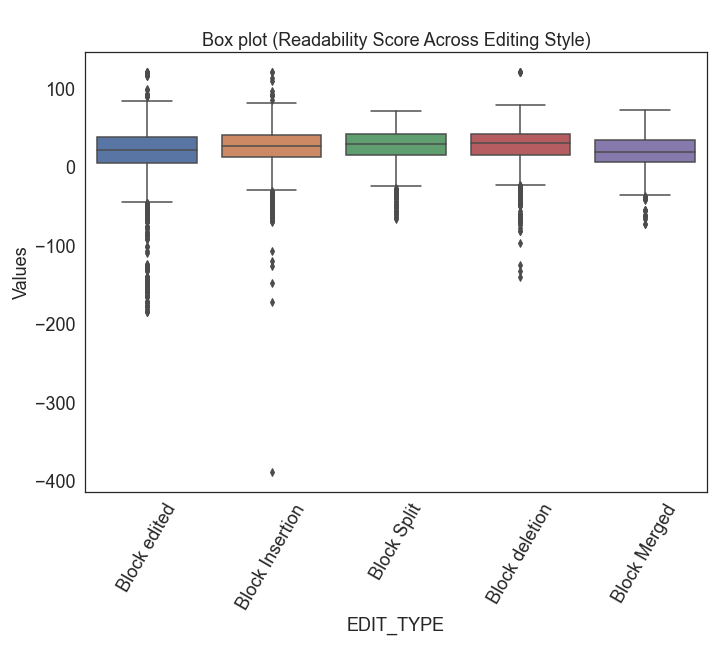 Box plot (Readability Score Across Editing Style)
Values
100
0
−100
−200
−300
−400
Block edited
Block Insertion
Block Split
Block deletion
Block Merged
EDIT_TYPE